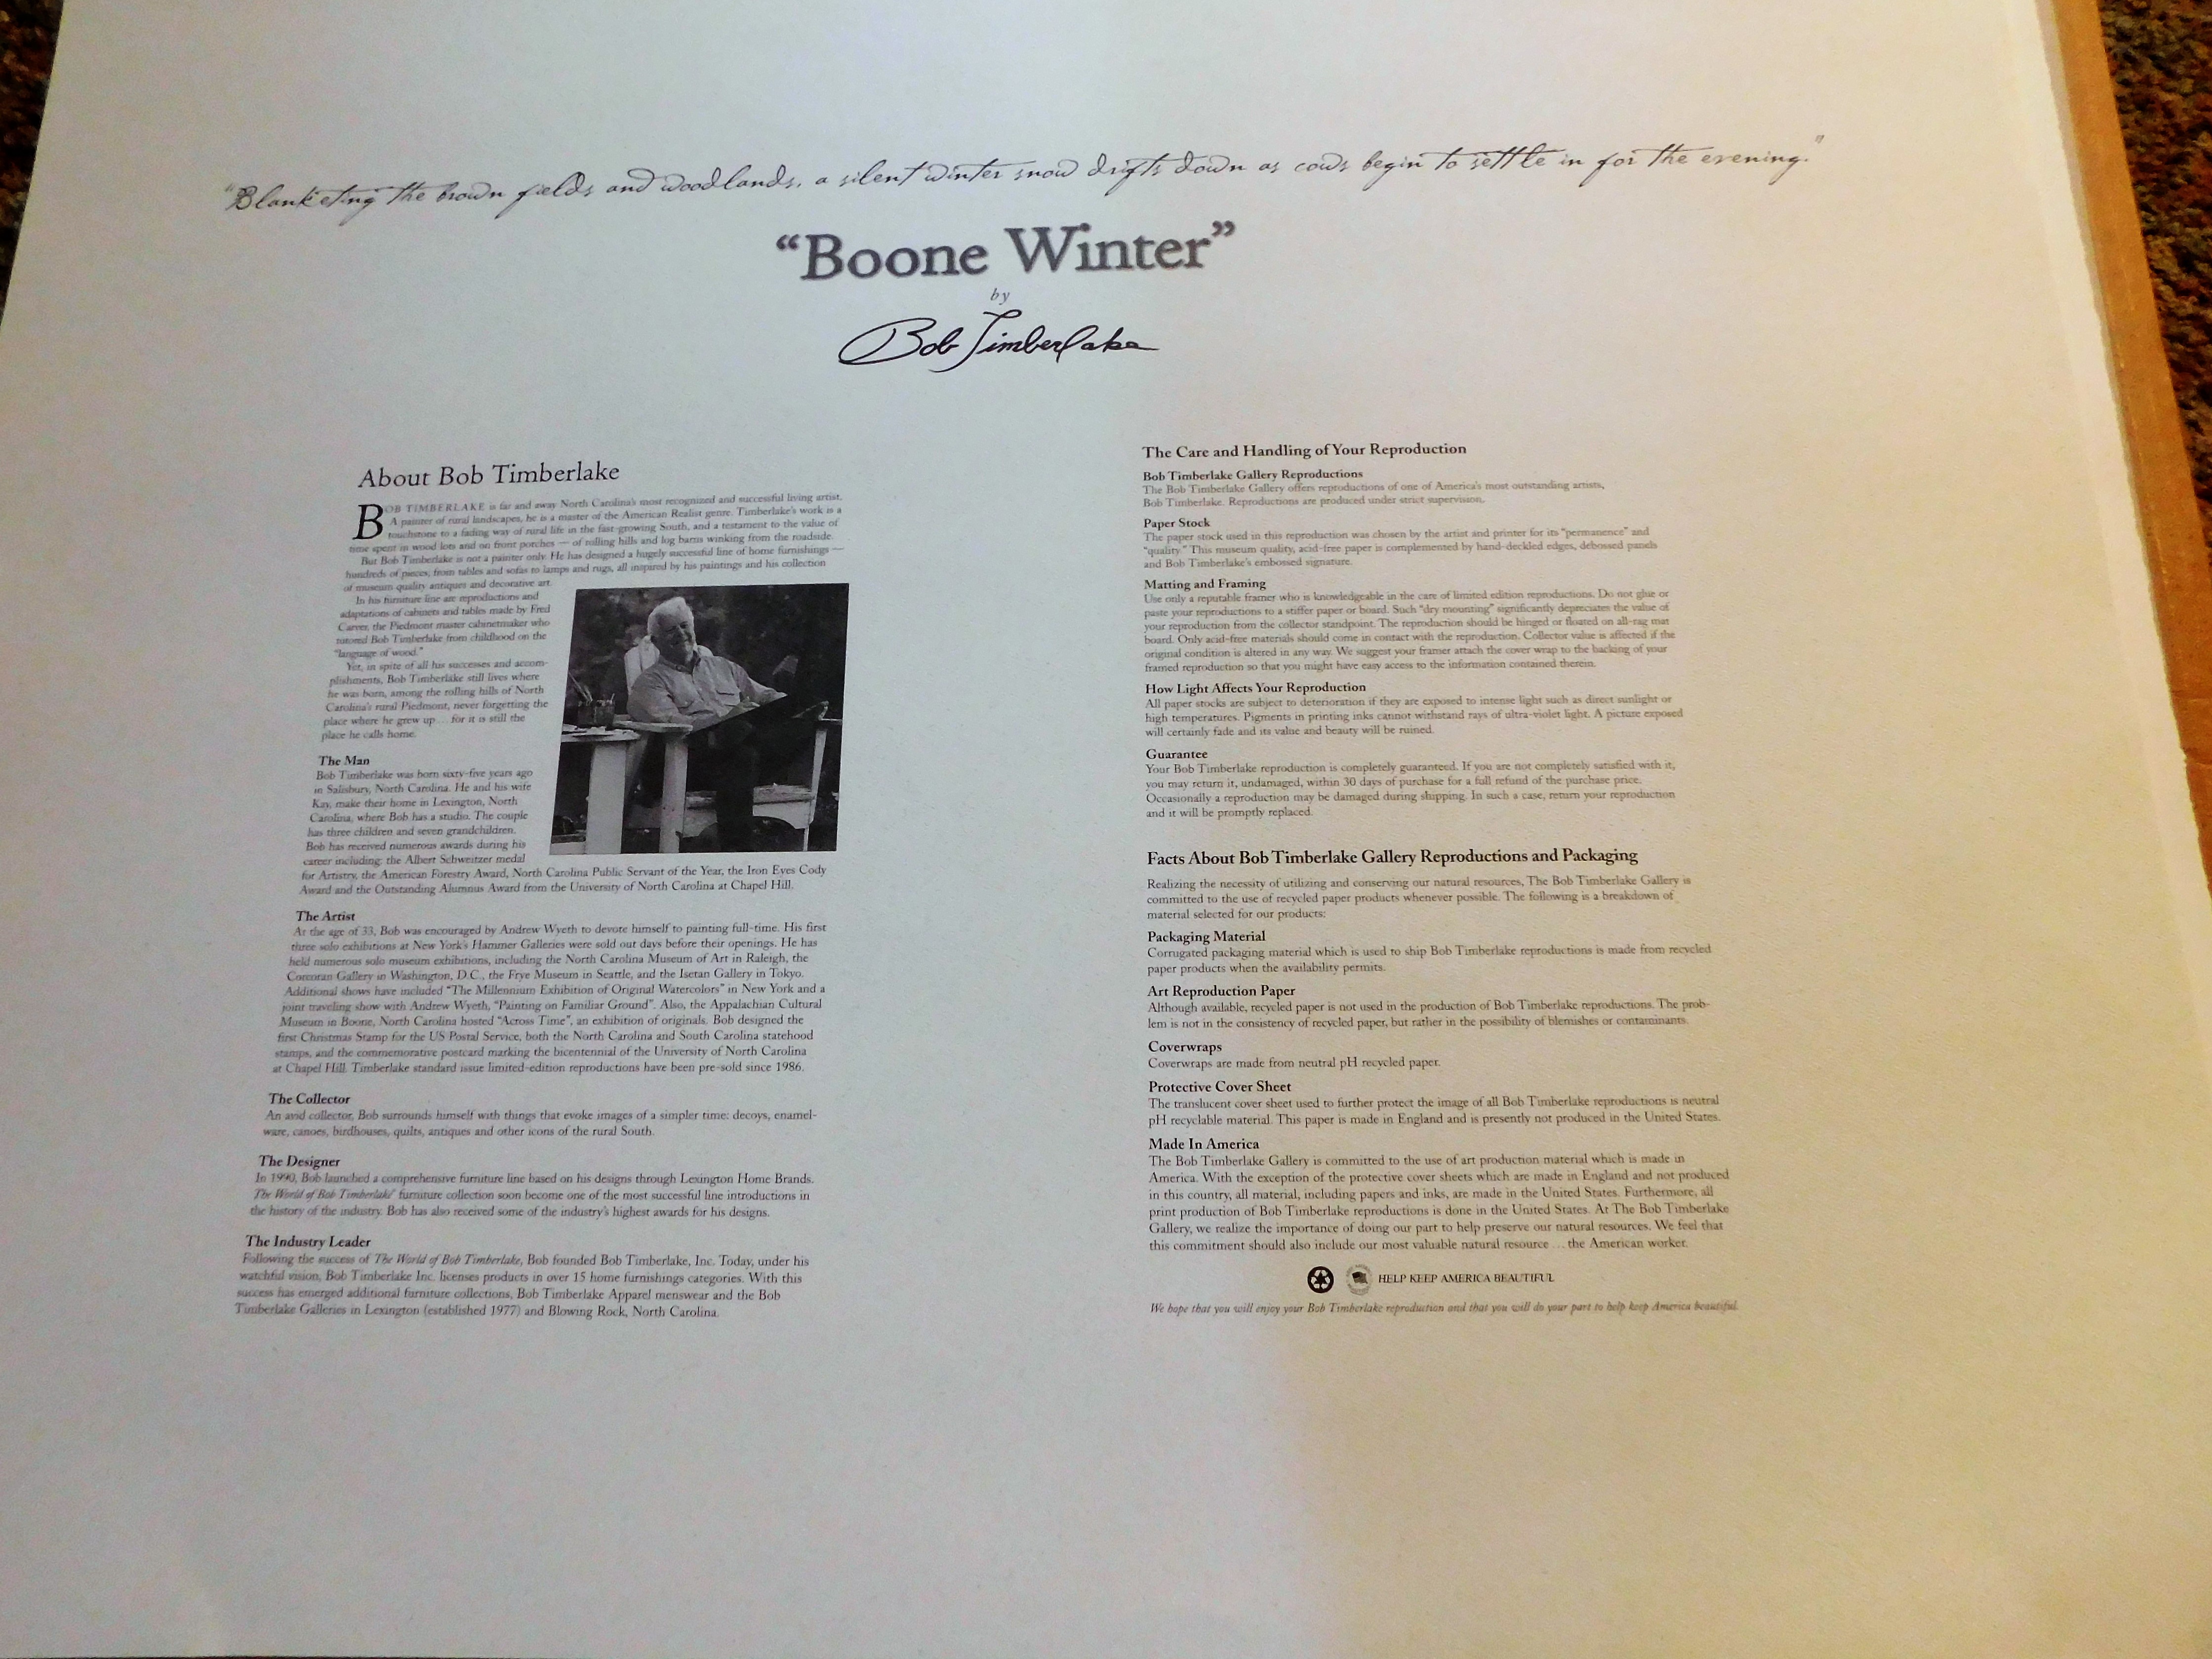 "Blanketing the brown fields and woodlands, a silent winter snow drifts down as cows begin to settle in for the evening."
"Boone Winter"
by
Bob Timberlake
About Bob Timberlake
BOB TIMBERLAKE is far and away North Carolina's most recognized and successful living artist.
A painter of rural landscapes, he is a master of the American Realist genre. Timberlake's work is a
touchstone to a fading way of rural life in the fast-growing South, and a testament to the value of
time spent in wood lots and on front porches — of rolling hills and log barns winking from the roadside.
But Bob Timberlake is not a painter only. He has designed a hugely successful line of home furnishings —
hundreds of pieces, from tables and sofas to lamps and rugs, all inspired by his paintings and his collection
of museum quality antiques and decorative art.
In his furniture line are reproductions and
adaptations of cabinets and tables made by Fred
Carver, the Piedmont master cabinetmaker who
tutored Bob Timberlake from childhood on the
"language of wood."
Yet, in spite of all his successes and accom-
plishments, Bob Timberlake still lives where
he was born, among the rolling hills of North
Carolina's rural Piedmont, never forgetting the
place where he grew up... for it is still the
place he calls home.
The Man
Bob Timberlake was born sixty-five years ago
in Salisbury, North Carolina. He and his wife
Kay, make their home in Lexington, North
Carolina, where Bob has a studio. The couple
has three children and seven grandchildren.
Bob has received numerous awards during his
career including: the Albert Schweitzer medal
for Artistry, the American Forestry Award, North Carolina Public Servant of the Year, the Iron Eyes Cody
Award and the Outstanding Alumnus Award from the University of North Carolina at Chapel Hill.
The Artist
At the age of 33, Bob was encouraged by Andrew Wyeth to devote himself to painting full-time. His first
three solo exhibitions at New York's Hammer Galleries were sold out days before their openings. He has
held numerous solo museum exhibitions, including the North Carolina Museum of Art in Raleigh, the
Corcoran Gallery in Washington, D.C., the Frye Museum in Seattle, and the Isetan Gallery in Tokyo.
Additional shows have included "The Millennium Exhibition of Original Watercolors" in New York and a
joint traveling show with Andrew Wyeth, "Painting on Familiar Ground". Also, the Appalachian Cultural
Museum in Boone, North Carolina hosted "Across Time", an exhibition of originals. Bob designed the
first Christmas Stamp for the US Postal Service, both the North Carolina and South Carolina statehood
stamps, and the commemorative postcard marking the bicentennial of the University of North Carolina
at Chapel Hill. Timberlake standard issue limited-edition reproductions have been pre-sold since 1986.
The Collector
An avid collector, Bob surrounds himself with things that evoke images of a simpler time: decoys, enamel-
ware, canoes, birdhouses, quilts, antiques and other icons of the rural South.
The Designer
In 1990, Bob launched a comprehensive furniture line based on his designs through Lexington Home Brands.
The World of Bob Timberlake furniture collection soon become one of the most successful line introductions in
the history of the industry. Bob has also received some of the industry's highest awards for his designs.
The Industry Leader
Following the success of The World of Bob Timberlake, Bob founded Bob Timberlake, Inc. Today, under his
watchful vision, Bob Timberlake Inc. licenses products in over 15 home furnishings categories. With this
success has emerged additional furniture collections, Bob Timberlake Apparel menswear and the Bob
Timberlake Galleries in Lexington (established 1977) and Blowing Rock, North Carolina.
The Care and Handling of Your Reproduction
Bob Timberlake Gallery Reproductions
The Bob Timberlake Gallery offers reproductions of one of America's most outstanding artists,
Bob Timberlake. Reproductions are produced under strict supervision.
Paper Stock
The paper stock used in this reproduction was chosen by the artist and printer for its "permanence" and
"quality." This museum quality, acid-free paper is complemented by hand-deckled edges, debossed panels
and Bob Timberlake's embossed signature.
Matting and Framing
Use only a reputable framer who is knowledgeable in the care of limited edition reproductions. Do not glue or
paste your reproductions to a stiffer paper or board. Such "dry mounting" significantly depreciates the value of
your reproduction from the collector standpoint. The reproduction should be hinged or floated on all-rag mat
board. Only acid-free materials should come in contact with the reproduction. Collector value is affected if the
original condition is altered in any way. We suggest your framer attach the cover wrap to the backing of your
framed reproduction so that you might have easy access to the information contained therein.
How Light Affects Your Reproduction
All paper stocks are subject to deterioration if they are exposed to intense light such as direct sunlight or
high temperatures. Pigments in printing inks cannot withstand rays of ultra-violet light. A picture exposed
will certainly fade and its value and beauty will be ruined.
Guarantee
Your Bob Timberlake reproduction is completely guaranteed. If you are not completely satisfied with it,
you may return it, undamaged, within 30 days of purchase for a full refund of the purchase price.
Occasionally a reproduction may be damaged during shipping. In such a case, return your reproduction
and it will be promptly replaced.
Facts About Bob Timberlake Gallery Reproductions and Packaging
Realizing the necessity of utilizing and conserving our natural resources, The Bob Timberlake Gallery is
committed to the use of recycled paper products whenever possible. The following is a breakdown of
material selected for our products:
Packaging Material
Corrugated packaging material which is used to ship Bob Timberlake reproductions is made from recycled
paper products when the availability permits.
Art Reproduction Paper
Although available, recycled paper is not used in the production of Bob Timberlake reproductions. The prob-
lem is not in the consistency of recycled paper, but rather in the possibility of blemishes or contaminants.
Coverwraps
Coverwraps are made from neutral pH recycled paper.
Protective Cover Sheet
The translucent cover sheet used to further protect the image of all Bob Timberlake reproductions is neutral
pH recyclable material. This paper is made in England and is presently not produced in the United States.
Made In America
The Bob Timberlake Gallery is committed to the use of art production material which is made in
America. With the exception of the protective cover sheets which are made in England and not produced
in this country, all material, including papers and inks, are made in the United States. Furthermore, all
print production of Bob Timberlake reproductions is done in the United States. At The Bob Timberlake
Gallery, we realize the importance of doing our part to help preserve our natural resources. We feel that
this commitment should also include our most valuable natural resource ... the American worker.
HELP KEEP AMERICA BEAUTIFUL
We hope that you will enjoy your Bob Timberlake reproduction and that you will do your part to help keep America beautiful.